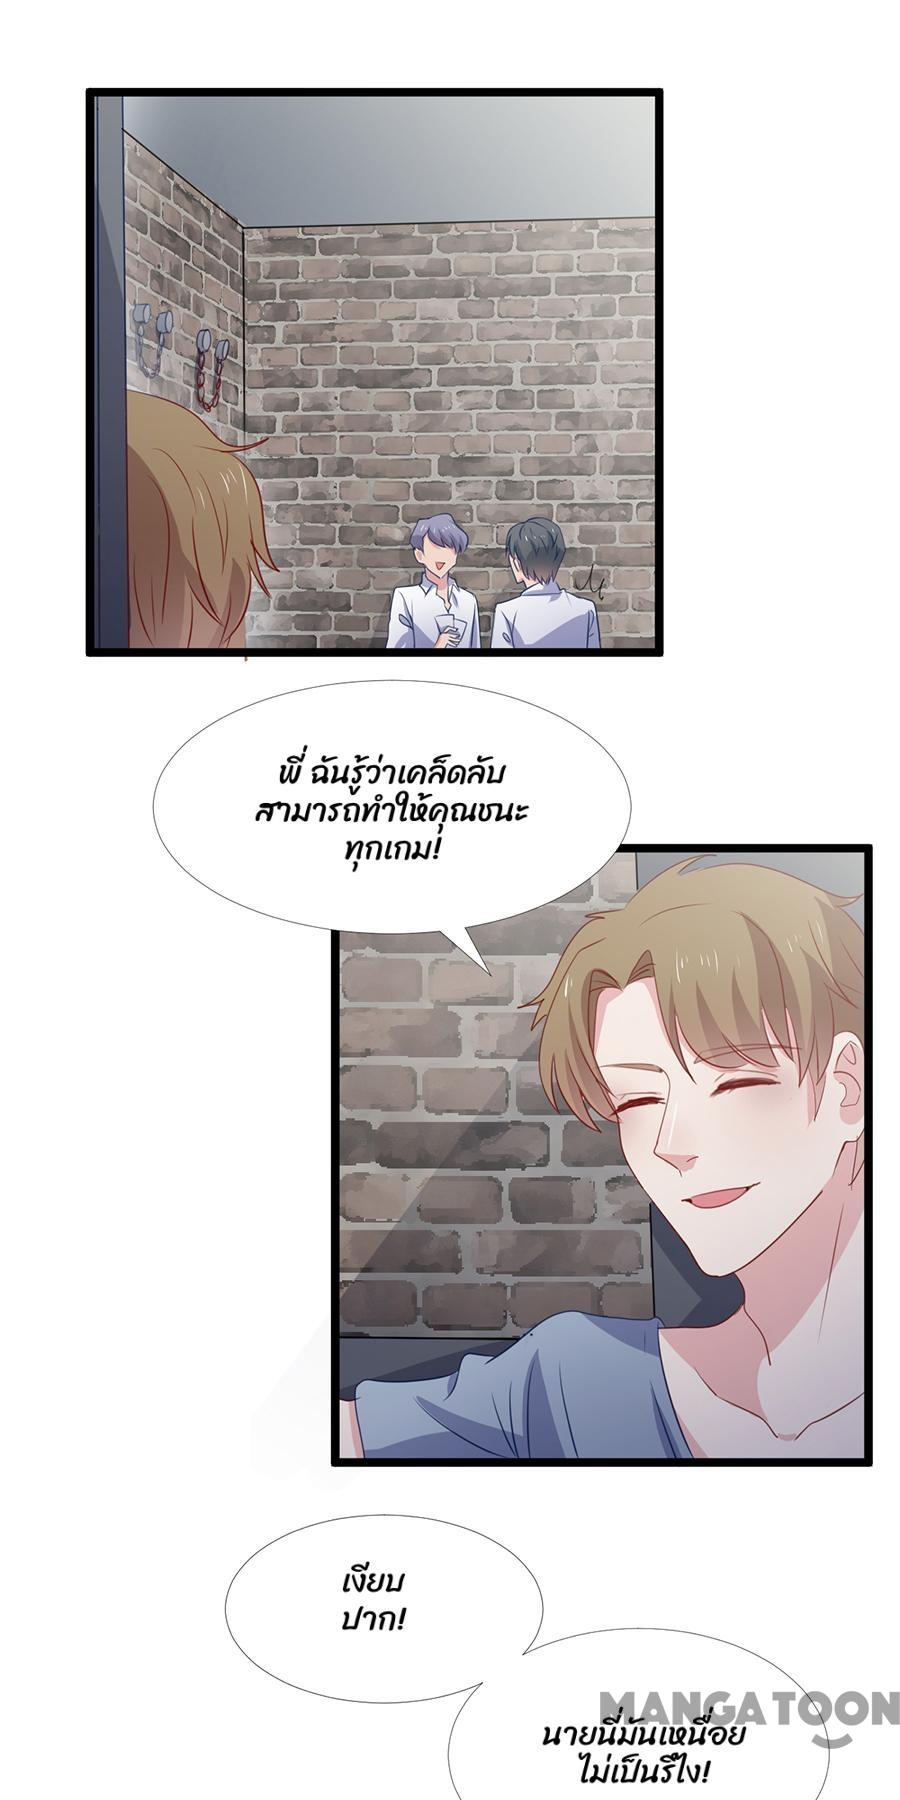 พี่ ฉันรู้ว่าเคล็ดลับ
สามารถทำให้คุณชนะ
ทุกเกม!
เงียบ
ปาก!
MANGATOON
นายนี่มันเหนื่อย
ไม่เป็นรึไง!